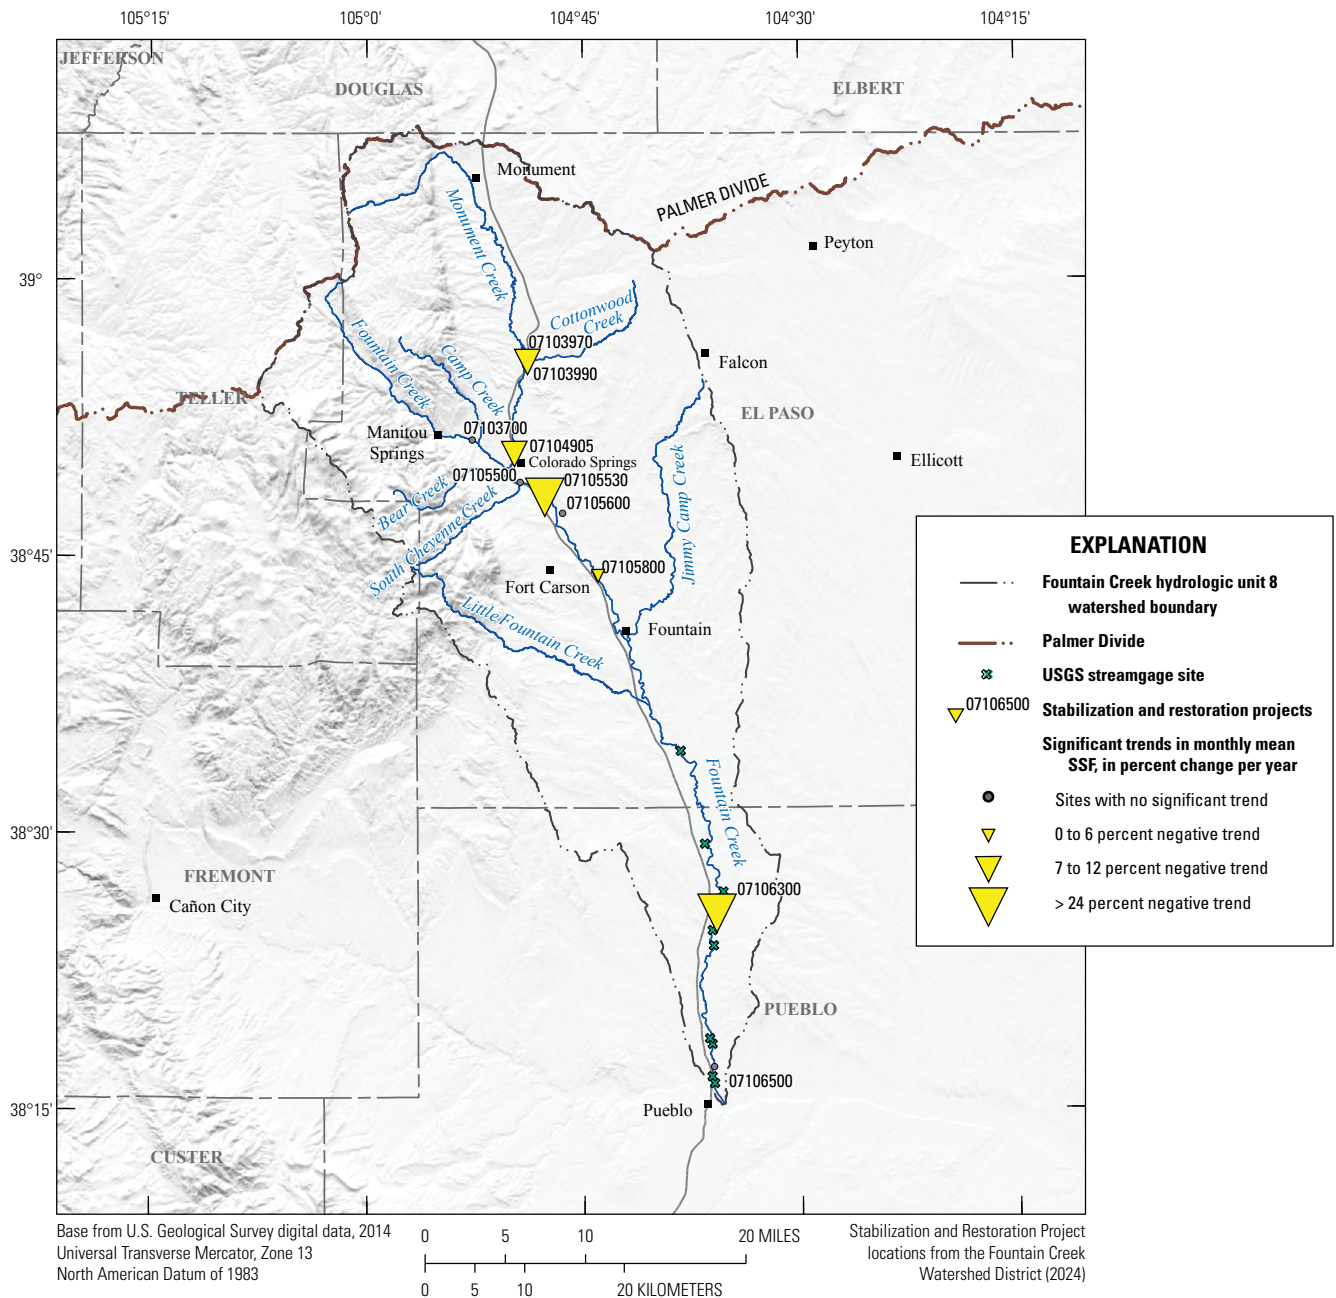 105°15'
105°0'
104°45'
104°30'
104°15'
JEFFERSON
DOUGLAS
ELBERT
Monument
PALMER DIVIDE
Monument Creek
Peyton
39°
Cottonwood
Creek
Fountain Creek
Camp Creek
07103970
07103990
Falcon
TELLER
EL PASO
Manitou
Springs
07103700
07104905
Colorado Springs
07105500
07105530
07105600
Ellicott
Bear Creek
South Cheyenne Creek
Jimmy Camp Creek
38°45'
07105800
Fort Carson
Little Fountain Creek
Fountain
Fountain Creek
38°30'
FREMONT
Cañon City
07106300
PUEBLO
07106500
38°15'
Pueblo
CUSTER
EXPLANATION
Fountain Creek hydrologic unit 8
watershed boundary
Palmer Divide
USGS streamgage site
07106500
Stabilization and restoration projects
Significant trends in monthly mean
SSF, in percent change per year
Sites with no significant trend
0 to 6 percent negative trend
7 to 12 percent negative trend
> 24 percent negative trend
Base from U.S. Geological Survey digital data, 2014
Universal Transverse Mercator, Zone 13
North American Datum of 1983
0 5 10 20 MILES
0 5 10 20 KILOMETERS
Stabilization and Restoration Project
locations from the Fountain Creek
Watershed District (2024)